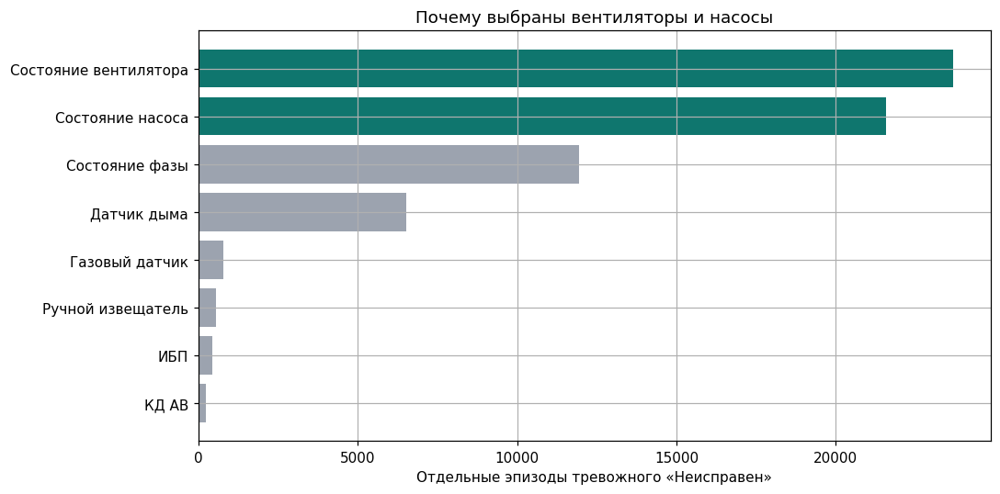 Почему выбраны вентиляторы и насосы
Состояние вентилятора
Состояние насоса
Состояние фазы
Датчик дыма
Газовый датчик
Ручной извещатель
ИБП
КД АВ
0 5000 10000 15000 20000
Отдельные эпизоды тревожного «Неисправен»